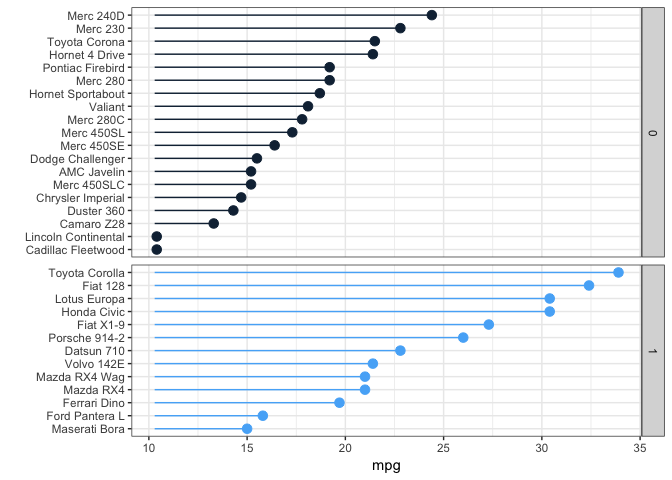 Merc 240D
Merc 230
Toyota Corona
Hornet 4 Drive
Pontiac Firebird
Merc 280
Hornet Sportabout
Valiant
Merc 280C
Merc 450SL
Merc 450SE
Dodge Challenger
AMC Javelin
Merc 450SLC
Chrysler Imperial
Duster 360
Camaro Z28
Lincoln Continental
Cadillac Fleetwood
0
Toyota Corolla
Fiat 128
Lotus Europa
Honda Civic
Fiat X1-9
Porsche 914-2
Datsun 710
Volvo 142E
Mazda RX4 Wag
Mazda RX4
Ferrari Dino
Ford Pantera L
Maserati Bora
1
10 15 20 25 30 35
mpg